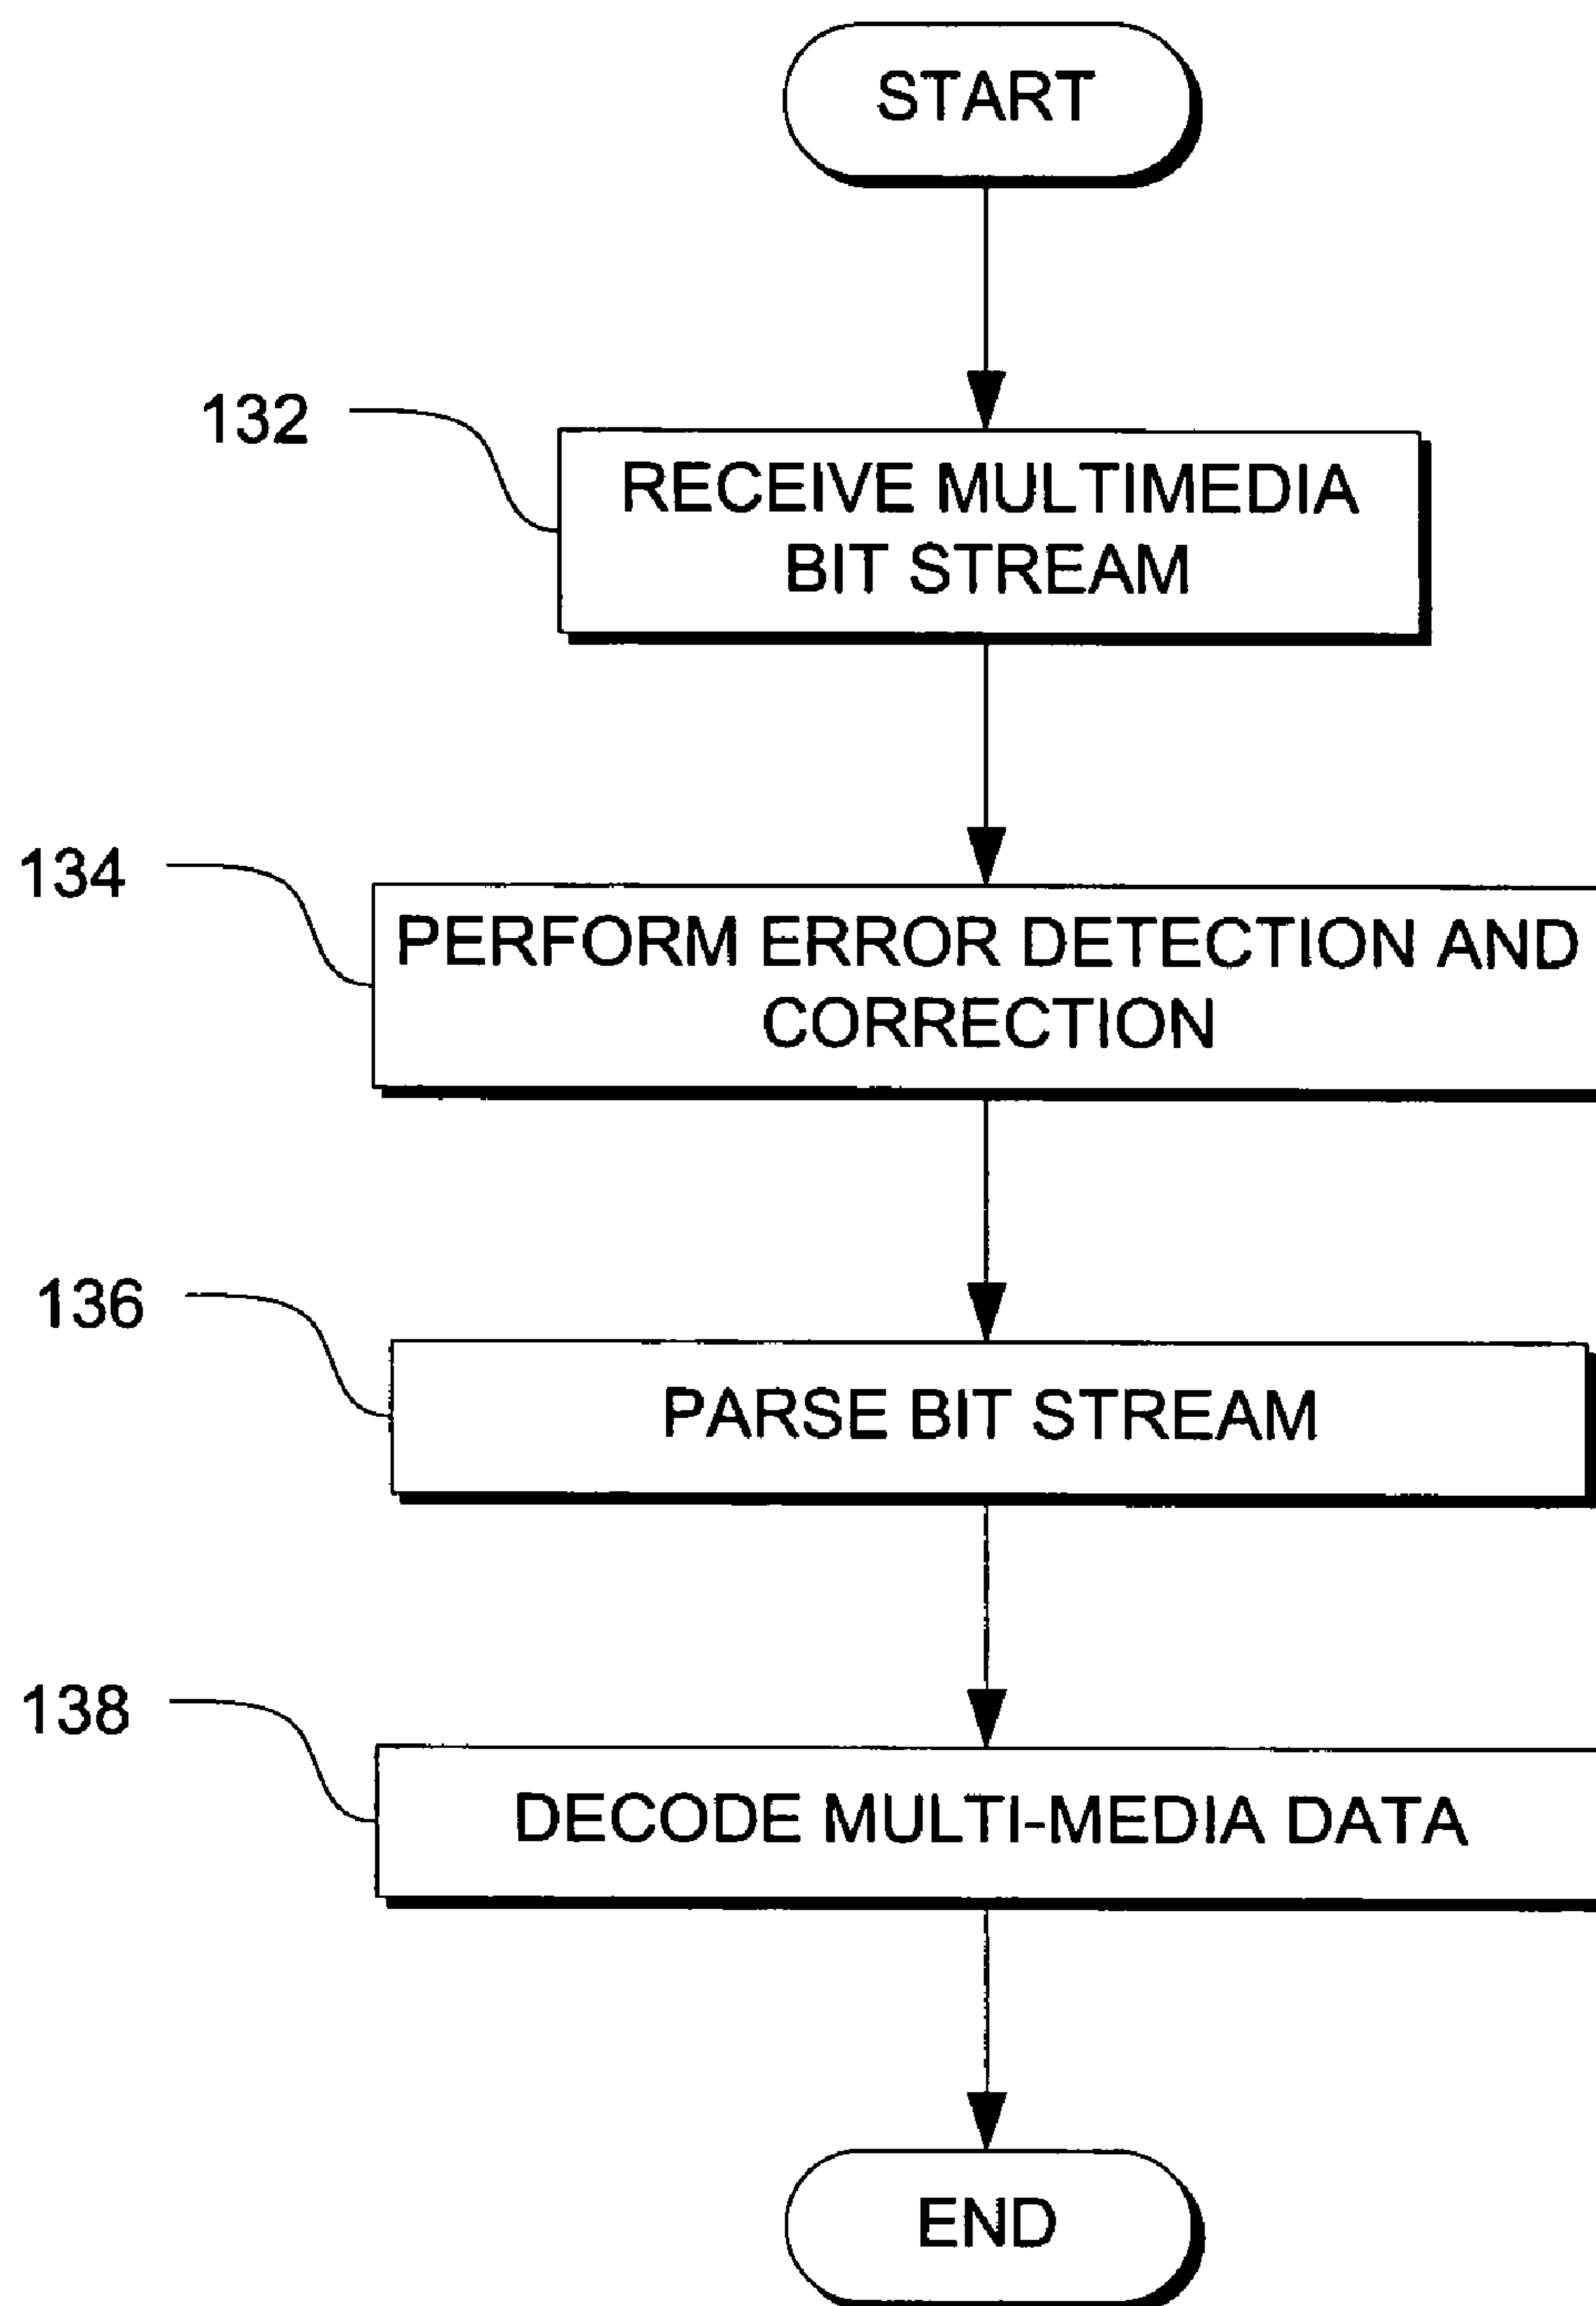 START
132
RECEIVE MULTIMEDIA
BIT STREAM
134
PERFORM ERROR DETECTION AND
CORRECTION
136
PARSE BIT STREAM
138
DECODE MULTI-MEDIA DATA
END